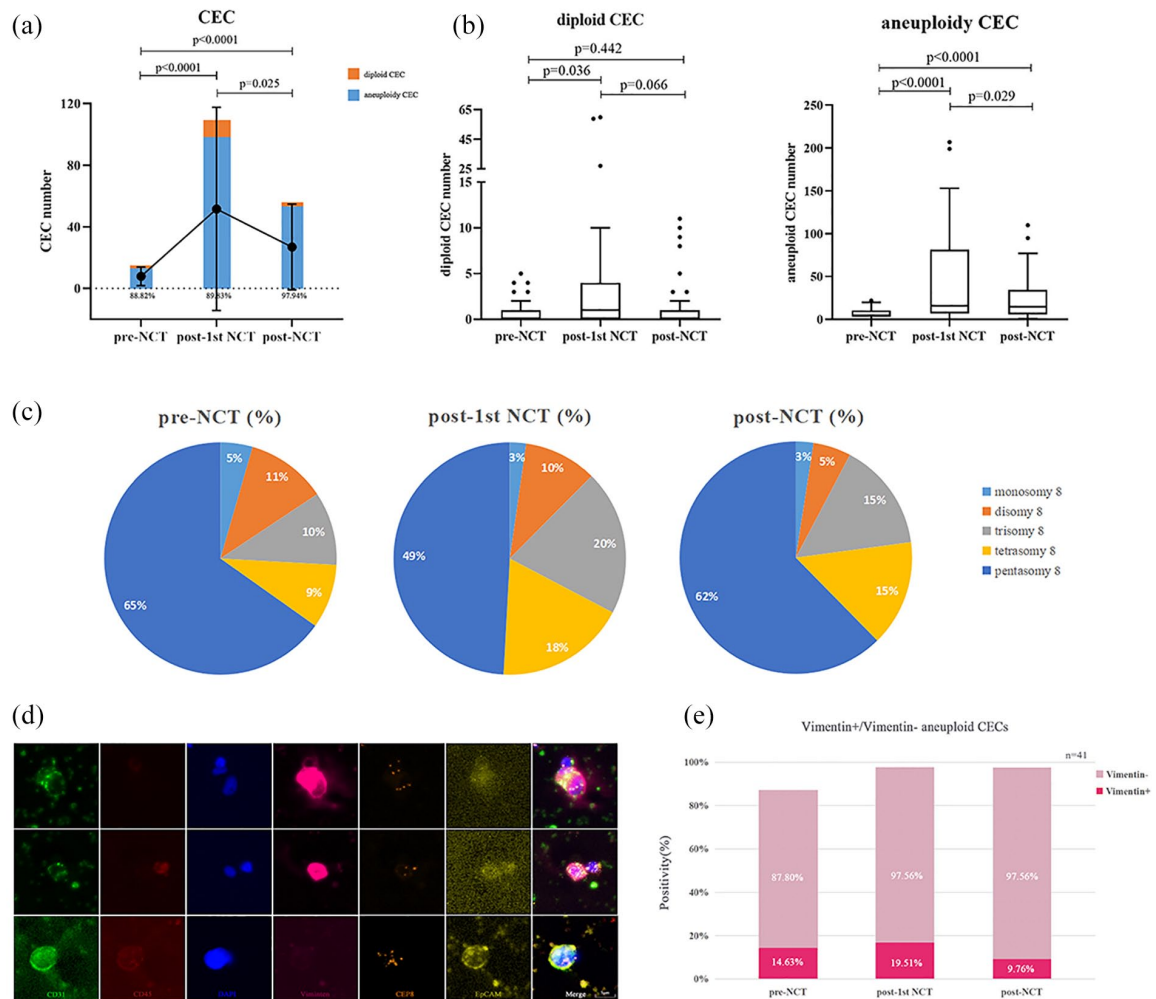 (a)
CEC
p<0.0001
p<0.0001
p=0.025
diploid CEC
aneuploidy CEC
CEC number
120
80
40
0
88.82%
89.83%
97.94%
pre-NCT
post-1st NCT
post-NCT
(b)
diploid CEC
p=0.442
p=0.036
p=0.066
diploid CEC number
65
45
25
15
10
5
0
pre-NCT
post-1st NCT
post-NCT
aneuploidy CEC
p<0.0001
p<0.0001
p=0.029
aneuploid CEC number
250
200
150
100
50
0
pre-NCT
post-1st NCT
post-NCT
(c)
pre-NCT (%)
5%
11%
10%
9%
65%
post-1st NCT (%)
3%
10%
20%
18%
49%
post-NCT (%)
3%
5%
15%
15%
62%
monosomy 8
disomy 8
trisomy 8
tetrasomy 8
pentasomy 8
(d)
CD31
CD45
Vimentin
CEP8
EpCAM
Merge
(e)
Vimentin+/Vimentin- aneuploid CECs
n=41
Vimentin-
Vimentin+
Positivity(%)
100%
80%
60%
40%
20%
0%
87.80%
97.56%
97.56%
14.63%
19.51%
9.76%
pre-NCT
post-1st NCT
post-NCT